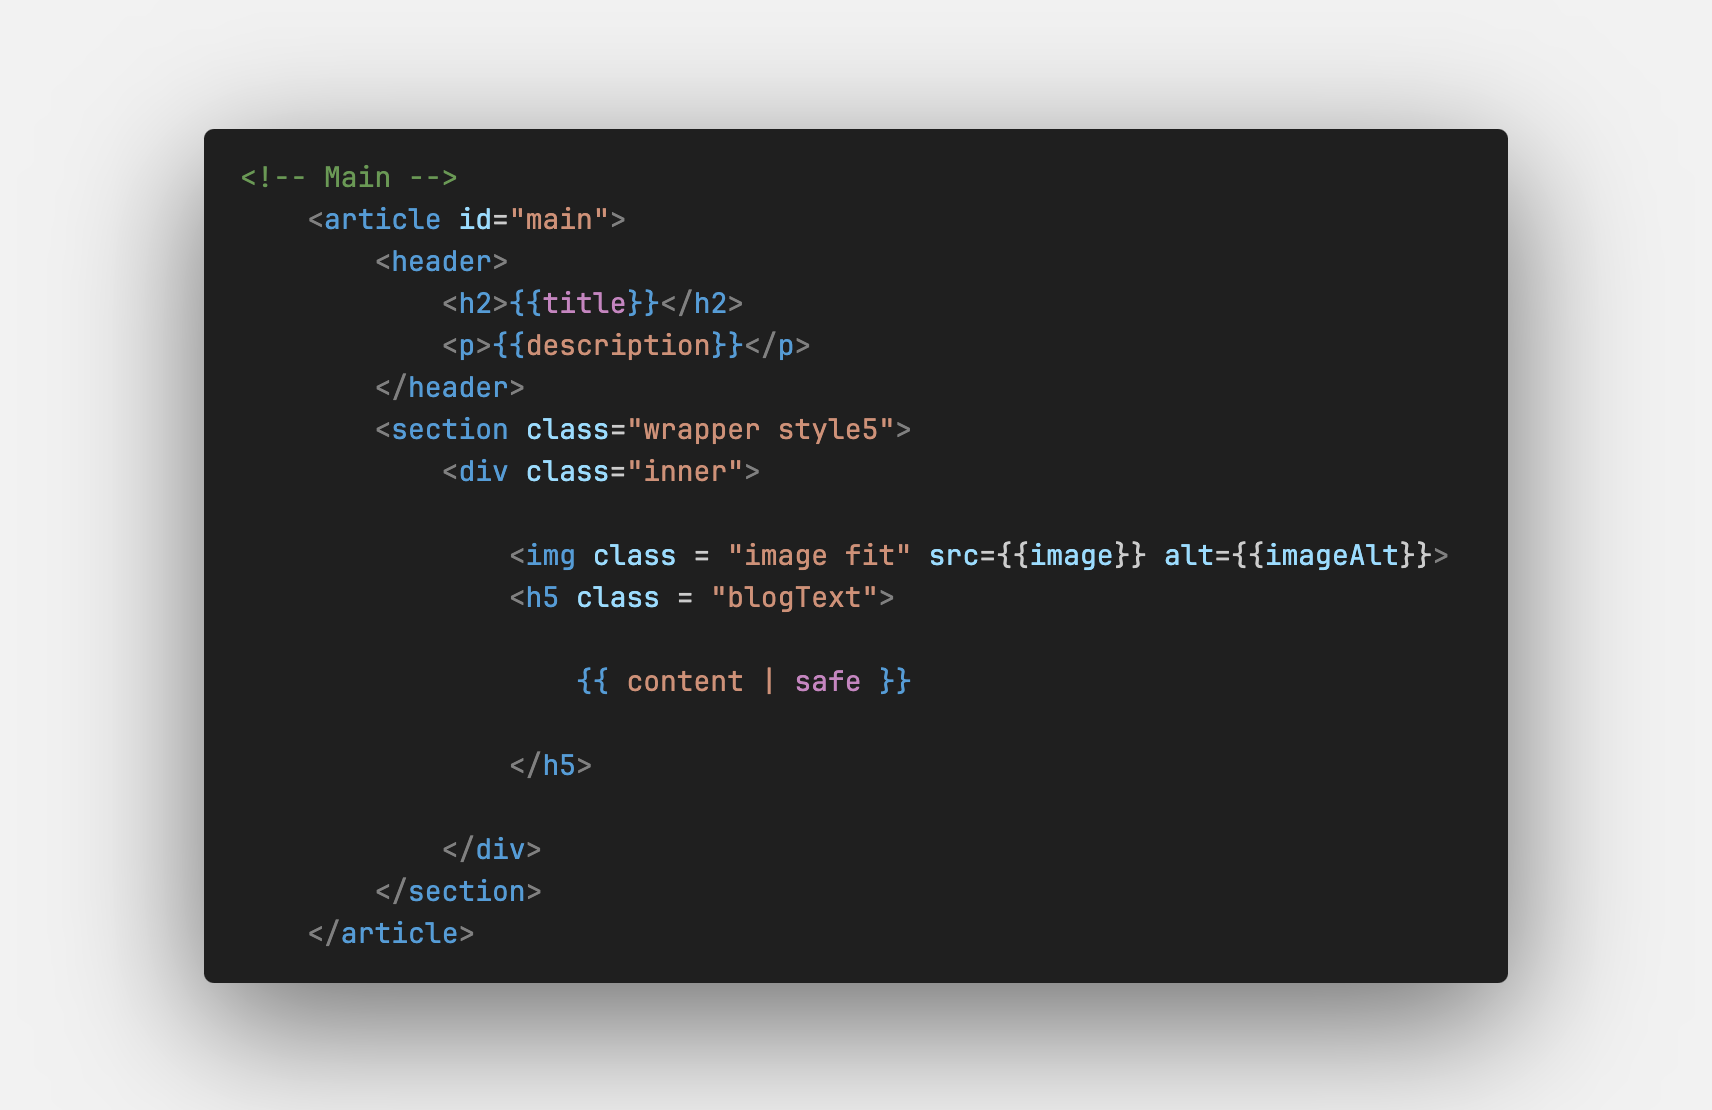 <!-- Main -->
<article id="main">
<header>
<h2>{{title}}</h2>
<p>{{description}}</p>
</header>
<section class="wrapper style5">
<div class="inner">
<img class = "image fit" src={{image}} alt={{imageAlt}}>
<h5 class = "blogText">
{{ content | safe }}
</h5>
</div>
</section>
</article>